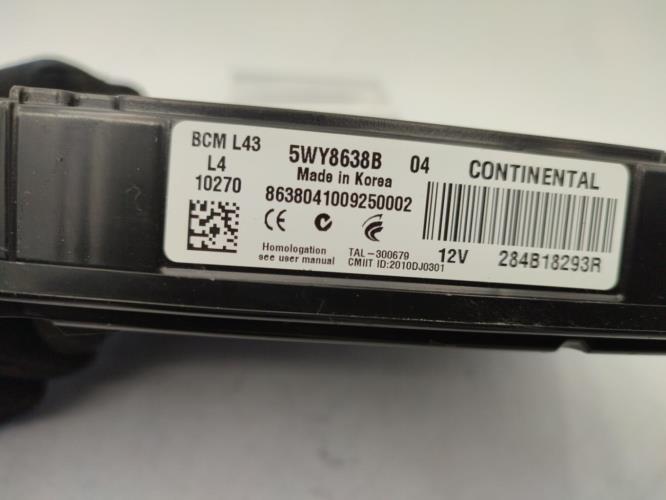 BCM L43
L4
10270
5WY8638B 04
Made in Korea
8638041009250002
CE
Homologation
see user manual
TAL-300679
CMIIT ID:2010DJ0301
CONTINENTAL
12V 284B18293R